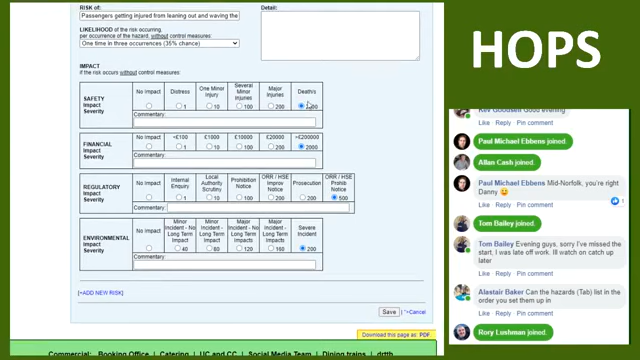 RISK OF:
Passengers getting injured from leaning out and waving the
Detail:
LIKELIHOOD of the risk occurring.
per occurrence of the hazard, without control measures:
One time in three occurrences (35% chance)
IMPACT
if the risk occurs without control measures:
SAFETY Impact Severity
No impact
Distress 1
One Minor Injury 10
Several Minor Injuries 100
Major Injuries 200
Death/s
Commentary:
FINANCIAL Impact Severity
No impact
<£100 1
£1000 10
£10000 100
£20000 200
>£200000 2000
Commentary:
REGULATORY Impact Severity
No impact
Internal Enquiry 1
Local Authority Scrutiny 10
Prohibition Notice 100
ORR / HSE Improv Notice 200
Prosecution 200
ORR / HSE Prohib Notice 500
Commentary:
ENVIRONMENTAL Impact Severity
No Impact
Minor Incident - No Long Term Impact 40
Minor Incident - Long Term Impacts 80
Major Incident - No Long Term Impact 120
Major Incident - Long Term Impacts 160
Severe Incident 200
Commentary:
[+ADD NEW RISK]
Save
Cancel
Download this page as: PDF
Commercial: Booking Office | Catering | UC and CC | Social Media Team | Dining trains | drtth
HOPS
Kev Goodsell Good evening
Like · Reply · Pin comment
Paul Michael Ebbens joined.
Allan Cash joined.
Paul Michael Ebbens Mid-Norfolk, you're right
Danny
1
Like · Reply · Pin comment
Tom Bailey joined.
Tom Bailey Evening guys, sorry I've missed the
start, I was late off work. Ill watch on catch up
later
Like · Reply · Pin comment
Alastair Baker Can the hazards (Tab) list in the
order you set them up in
Like · Reply · Pin comment
Rory Lushman joined.